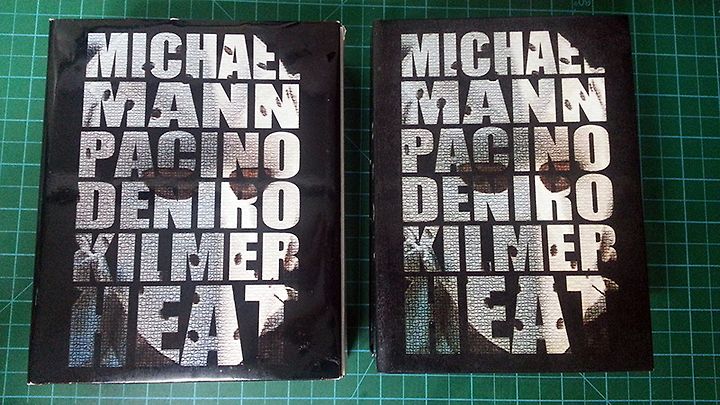 MICHAEL
MANN
PACINO
DENIRO
KILMER
HEAT
MICHAEL
MANN
PACINO
DENIRO
KILMER
HEAT